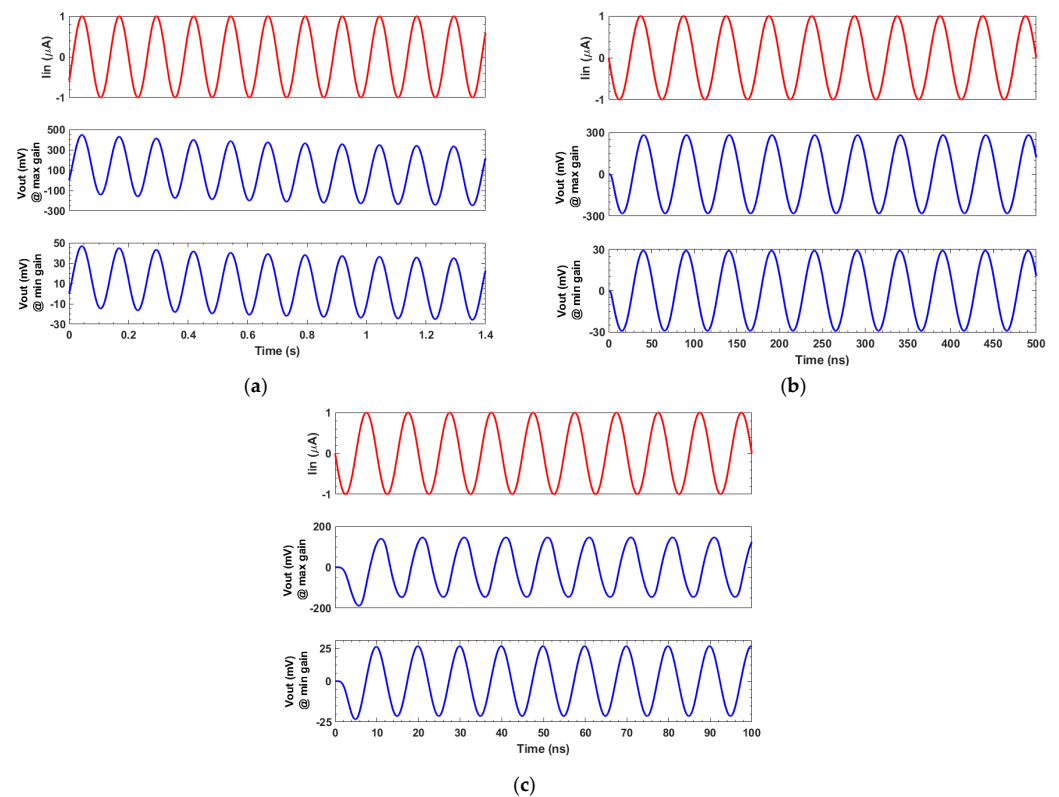 1
0
-1
Iin (μA)
500
300
100
-100
-300
Vout (mV)
@ max gain
50
30
10
-10
-30
Vout (mV)
@ min gain
0 0.2 0.4 0.6 0.8 1 1.2 1.4
Time (s)
(a)
1
0
-1
Iin (μA)
300
0
-300
Vout (mV)
@ max gain
30
0
-30
Vout (mV)
@ min gain
0 50 100 150 200 250 300 350 400 450 500
Time (ns)
(b)
1
0
-1
Iin (μA)
200
0
-200
Vout (mV)
@ max gain
25
0
-25
Vout (mV)
@ min gain
0 10 20 30 40 50 60 70 80 90 100
Time (ns)
(c)